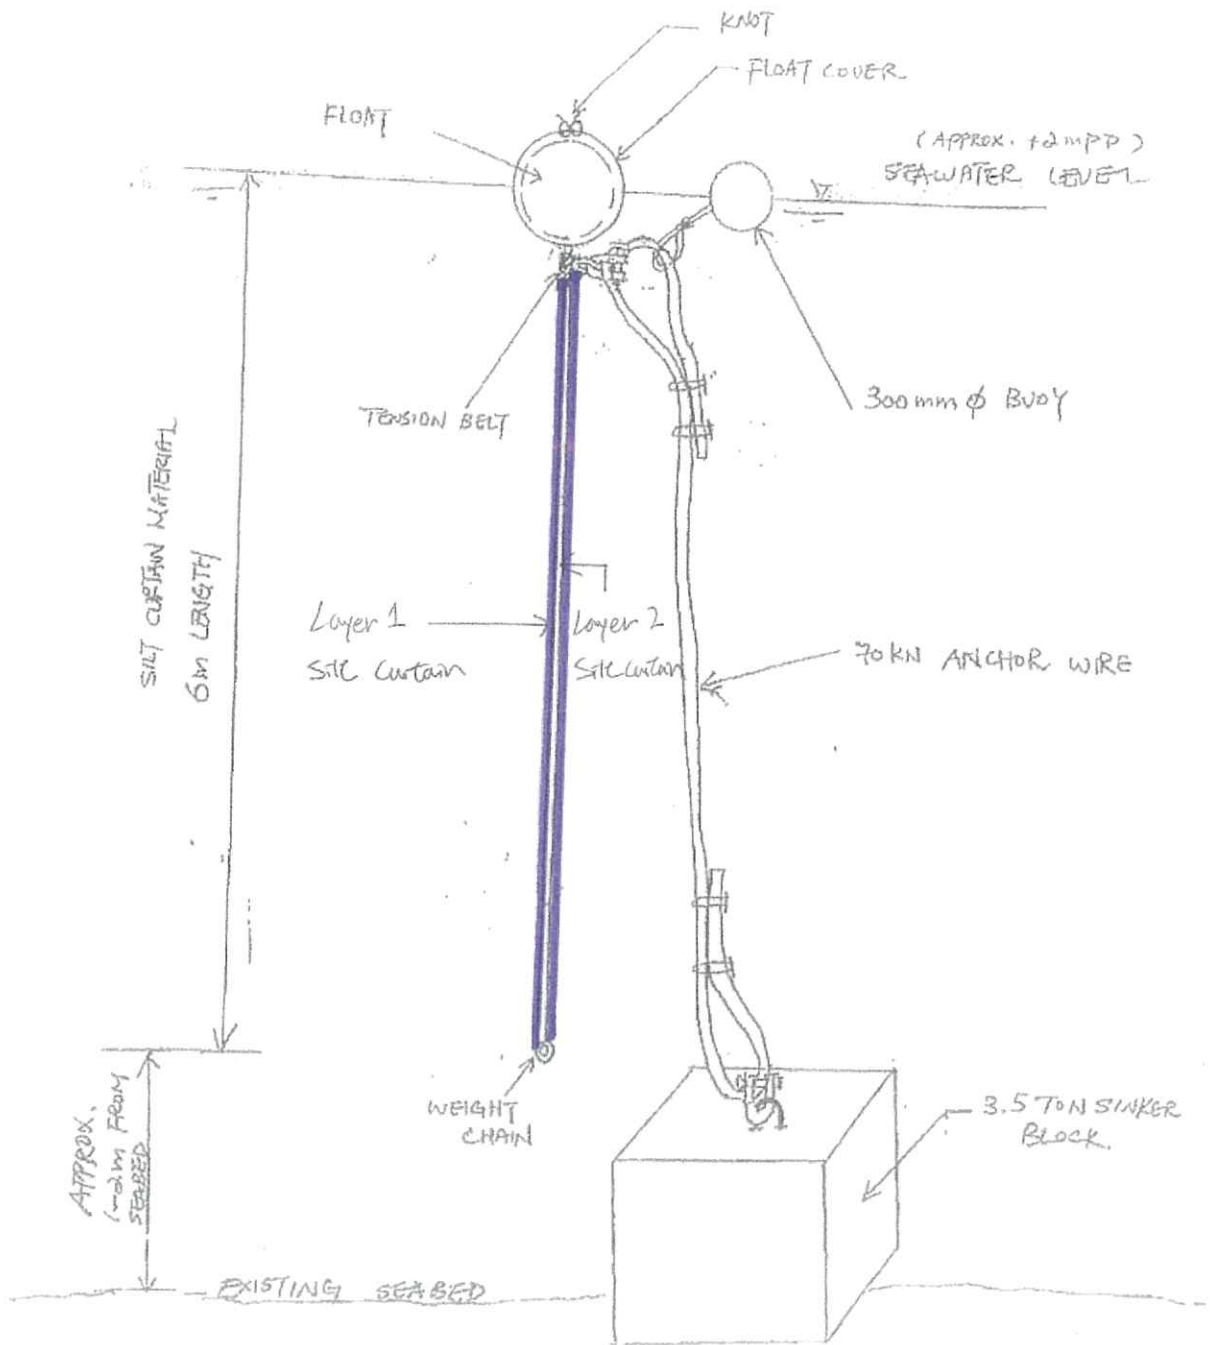 KNOT
FLOAT COVER
FLOAT
(APPROX. +2mPD)
SEAWATER LEVEL
TENSION BELT
300mm φ BUOY
SILT CURTAIN MATERIAL
6m LENGTH
Layer 1
Silt Curtain
Layer 2
Silt Curtain
70KN ANCHOR WIRE
WEIGHT
CHAIN
3.5 TON SINKER
BLOCK.
APPROX.
1~2m FROM
SEABED
EXISTING SEABED